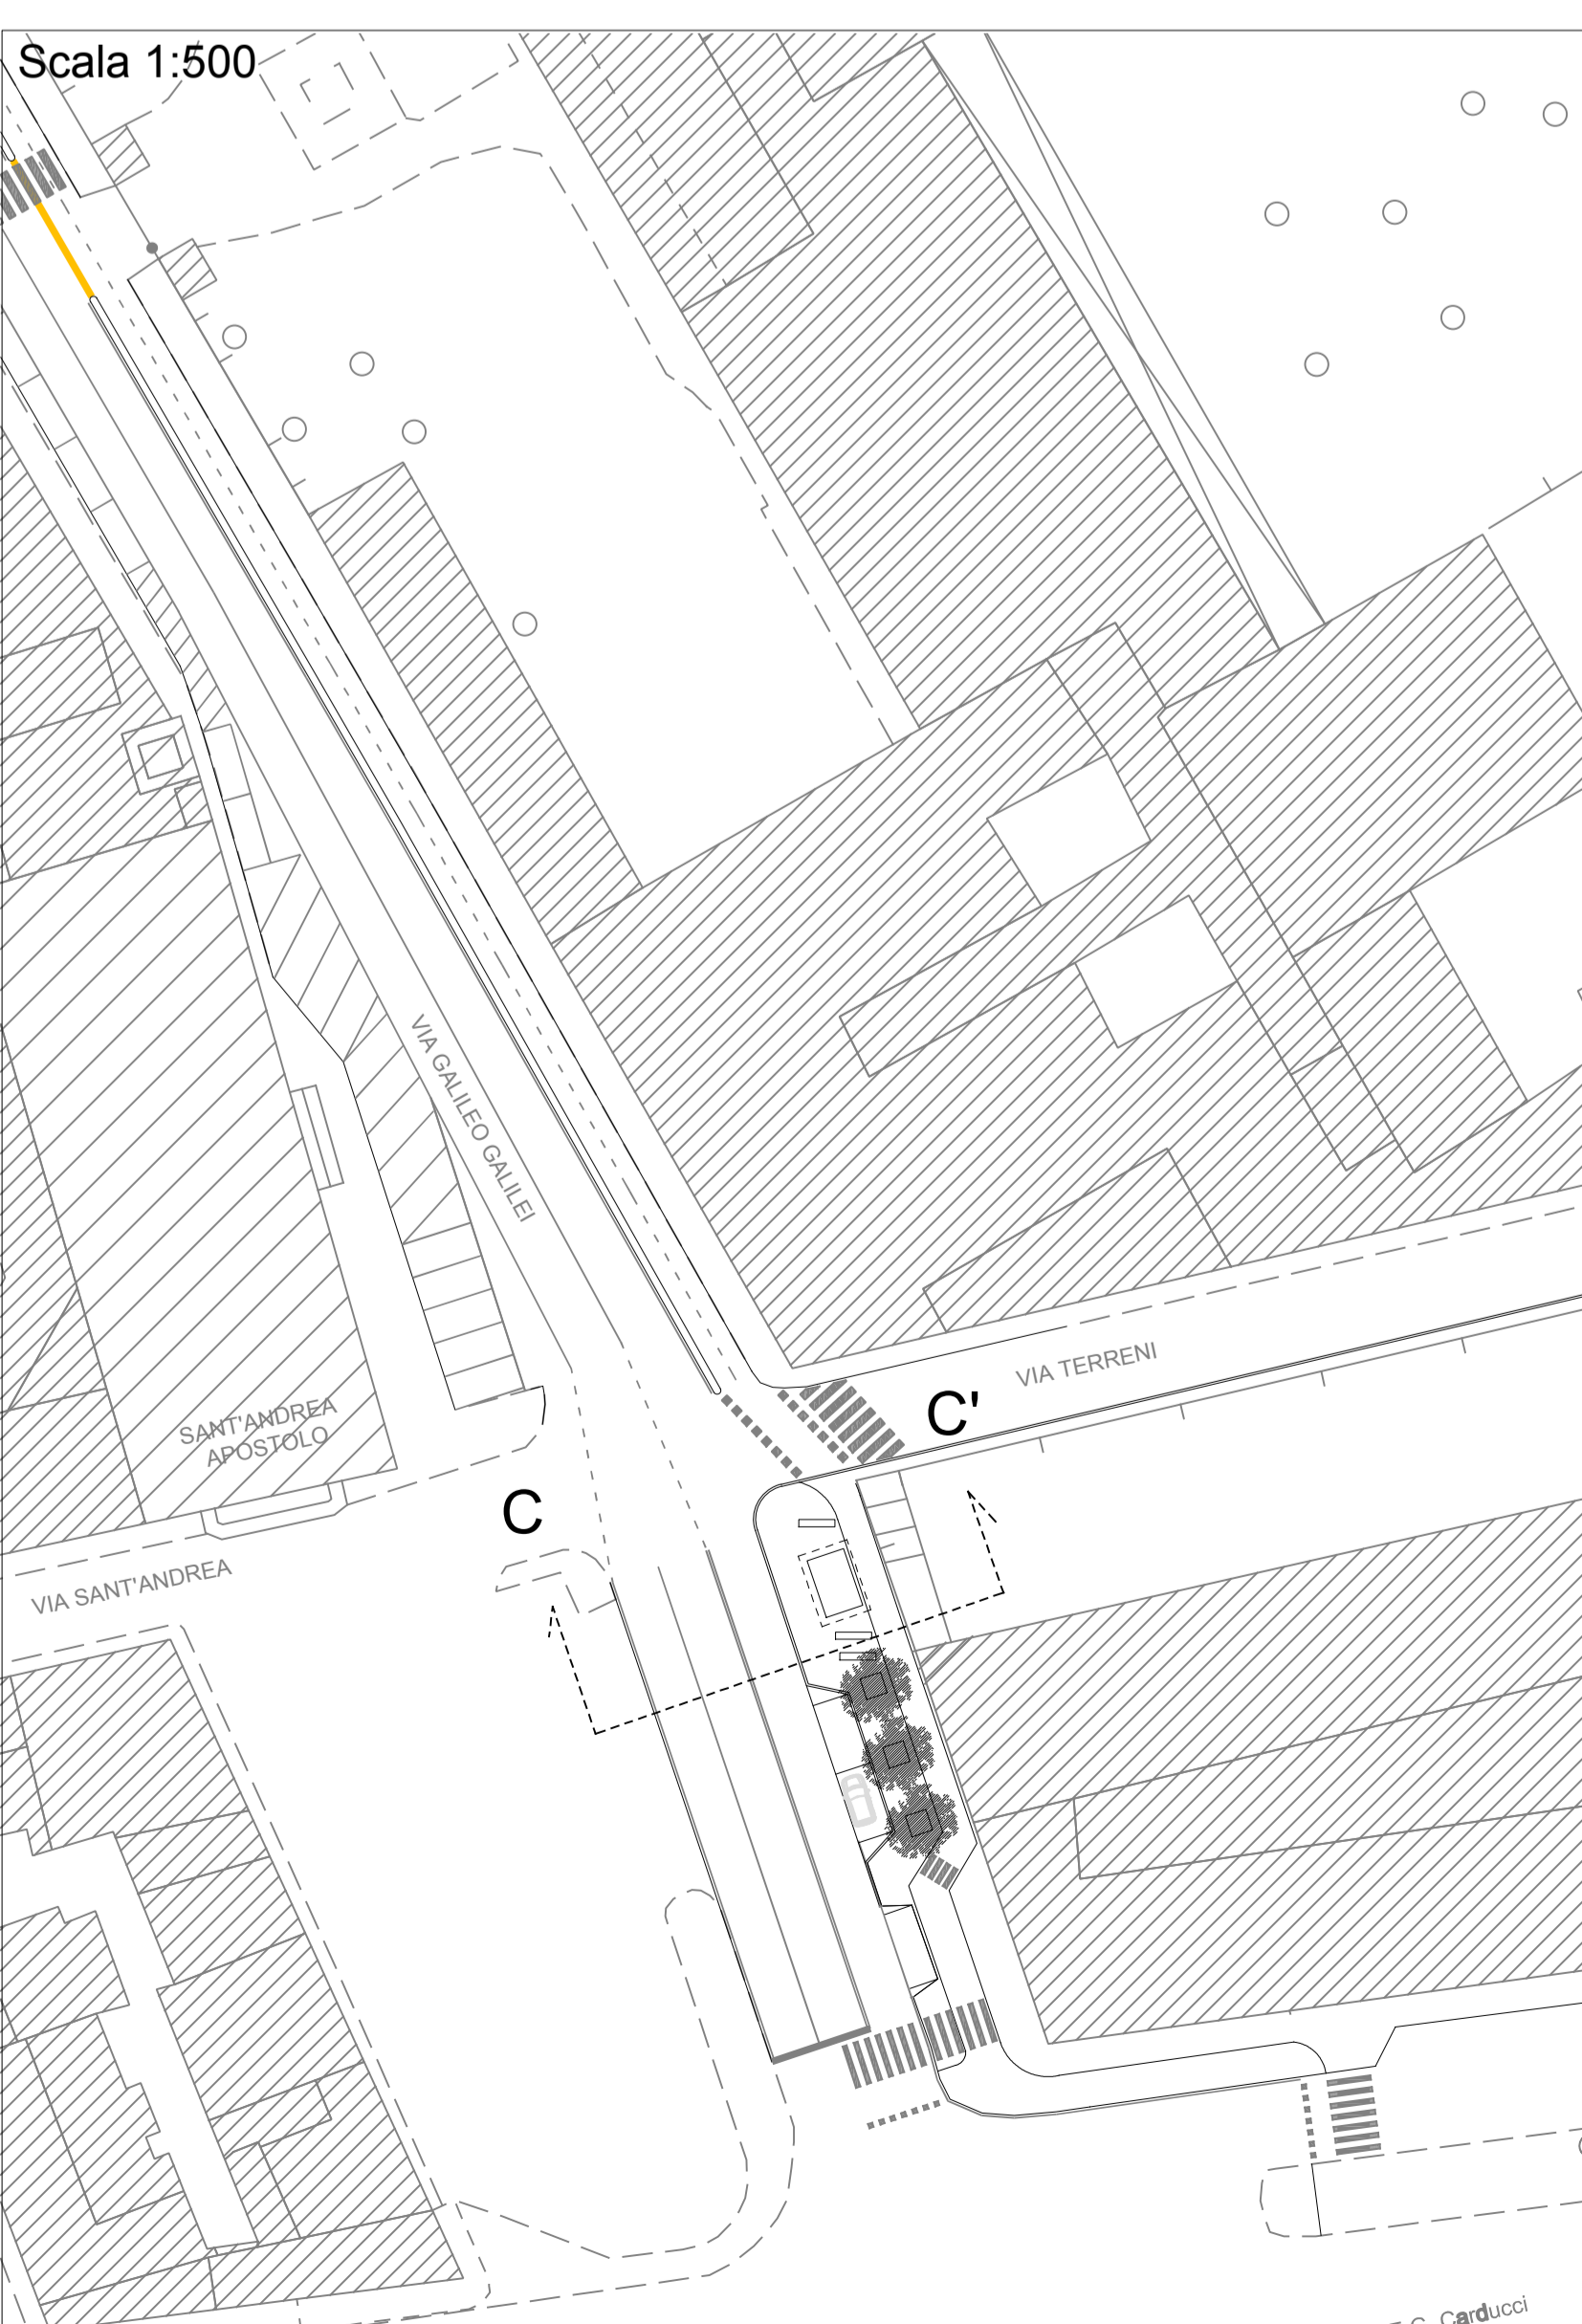 Scala 1:500
VIA GALILEO GALILEI
VIA TERRENI
C'
SANT'ANDREA
APOSTOLO
C
VIA SANT'ANDREA
G. Carducci